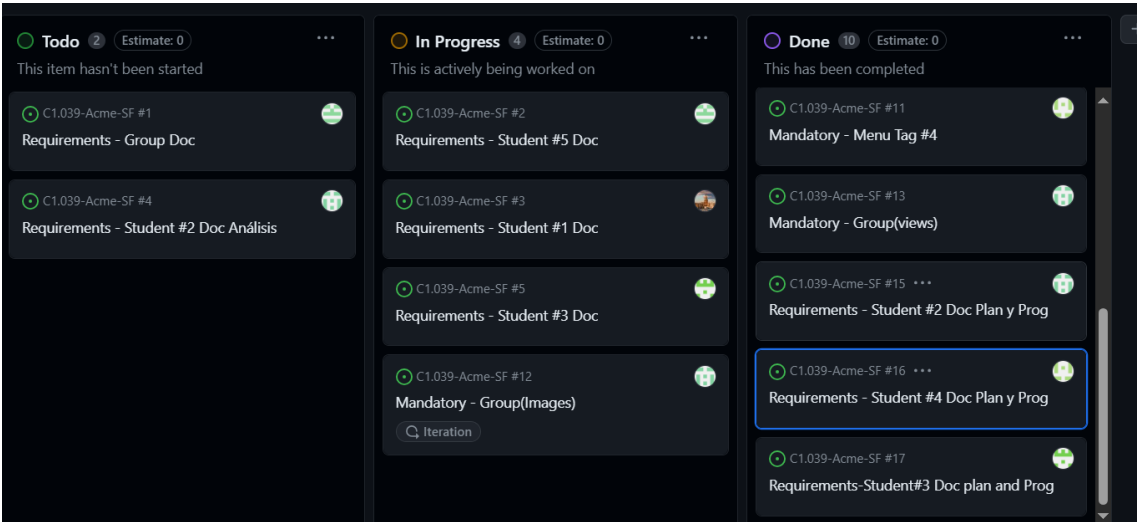 Todo 2 Estimate: 0
This item hasn't been started
C1.039-Acme-SF #1
Requirements - Group Doc
C1.039-Acme-SF #4
Requirements - Student #2 Doc Análisis
In Progress 4 Estimate: 0
This is actively being worked on
C1.039-Acme-SF #2
Requirements - Student #5 Doc
C1.039-Acme-SF #3
Requirements - Student #1 Doc
C1.039-Acme-SF #5
Requirements - Student #3 Doc
C1.039-Acme-SF #12
Mandatory - Group(Images)
Iteration
Done 10 Estimate: 0
This has been completed
C1.039-Acme-SF #11
Mandatory - Menu Tag #4
C1.039-Acme-SF #13
Mandatory - Group(views)
C1.039-Acme-SF #15
Requirements - Student #2 Doc Plan y Prog
C1.039-Acme-SF #16
Requirements - Student #4 Doc Plan y Prog
C1.039-Acme-SF #17
Requirements-Student#3 Doc plan and Prog